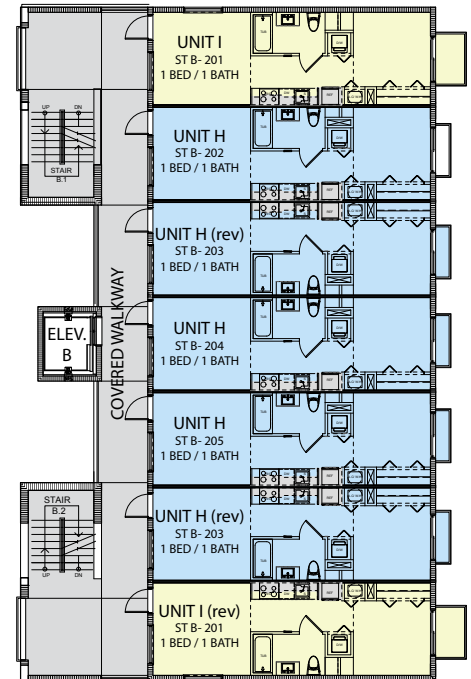 UNIT I
ST B- 201
1 BED / 1 BATH
UNIT H
ST B- 202
1 BED / 1 BATH
UNIT H (rev)
ST B- 203
1 BED / 1 BATH
UNIT H
ST B- 204
1 BED / 1 BATH
UNIT H
ST B- 205
1 BED / 1 BATH
UNIT H (rev)
ST B- 203
1 BED / 1 BATH
UNIT I (rev)
ST B- 201
1 BED / 1 BATH
UP
DN
STAIR
B.1
ELEV.
B
COVERED WALKWAY
STAIR
B.2
UP
DN